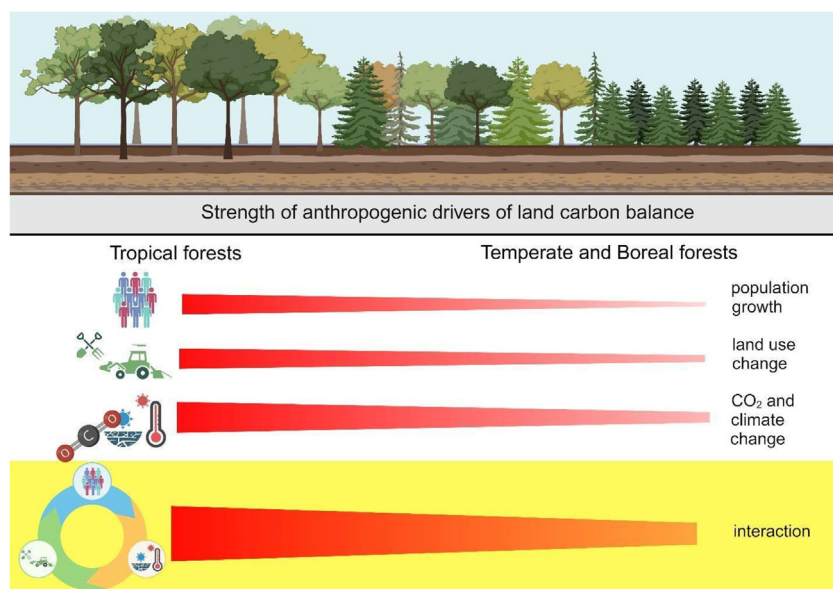 Strength of anthropogenic drivers of land carbon balance
Tropical forests
Temperate and Boreal forests
population
growth
land use
change
CO₂ and
climate
change
O
C
O
interaction